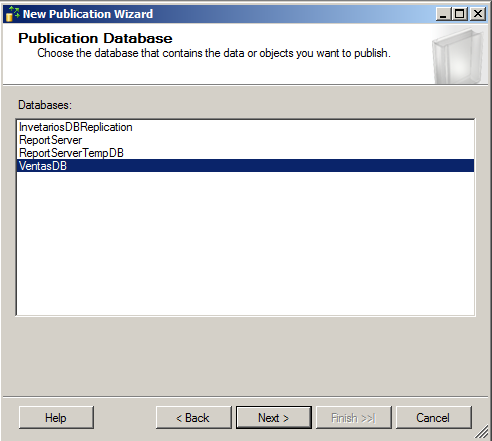 New Publication Wizard
Publication Database
Choose the database that contains the data or objects you want to publish.
Databases:
InvetariosDBReplication
ReportServer
ReportServerTempDB
VentasDB
Help
< Back
Next >
Finish >>|
Cancel